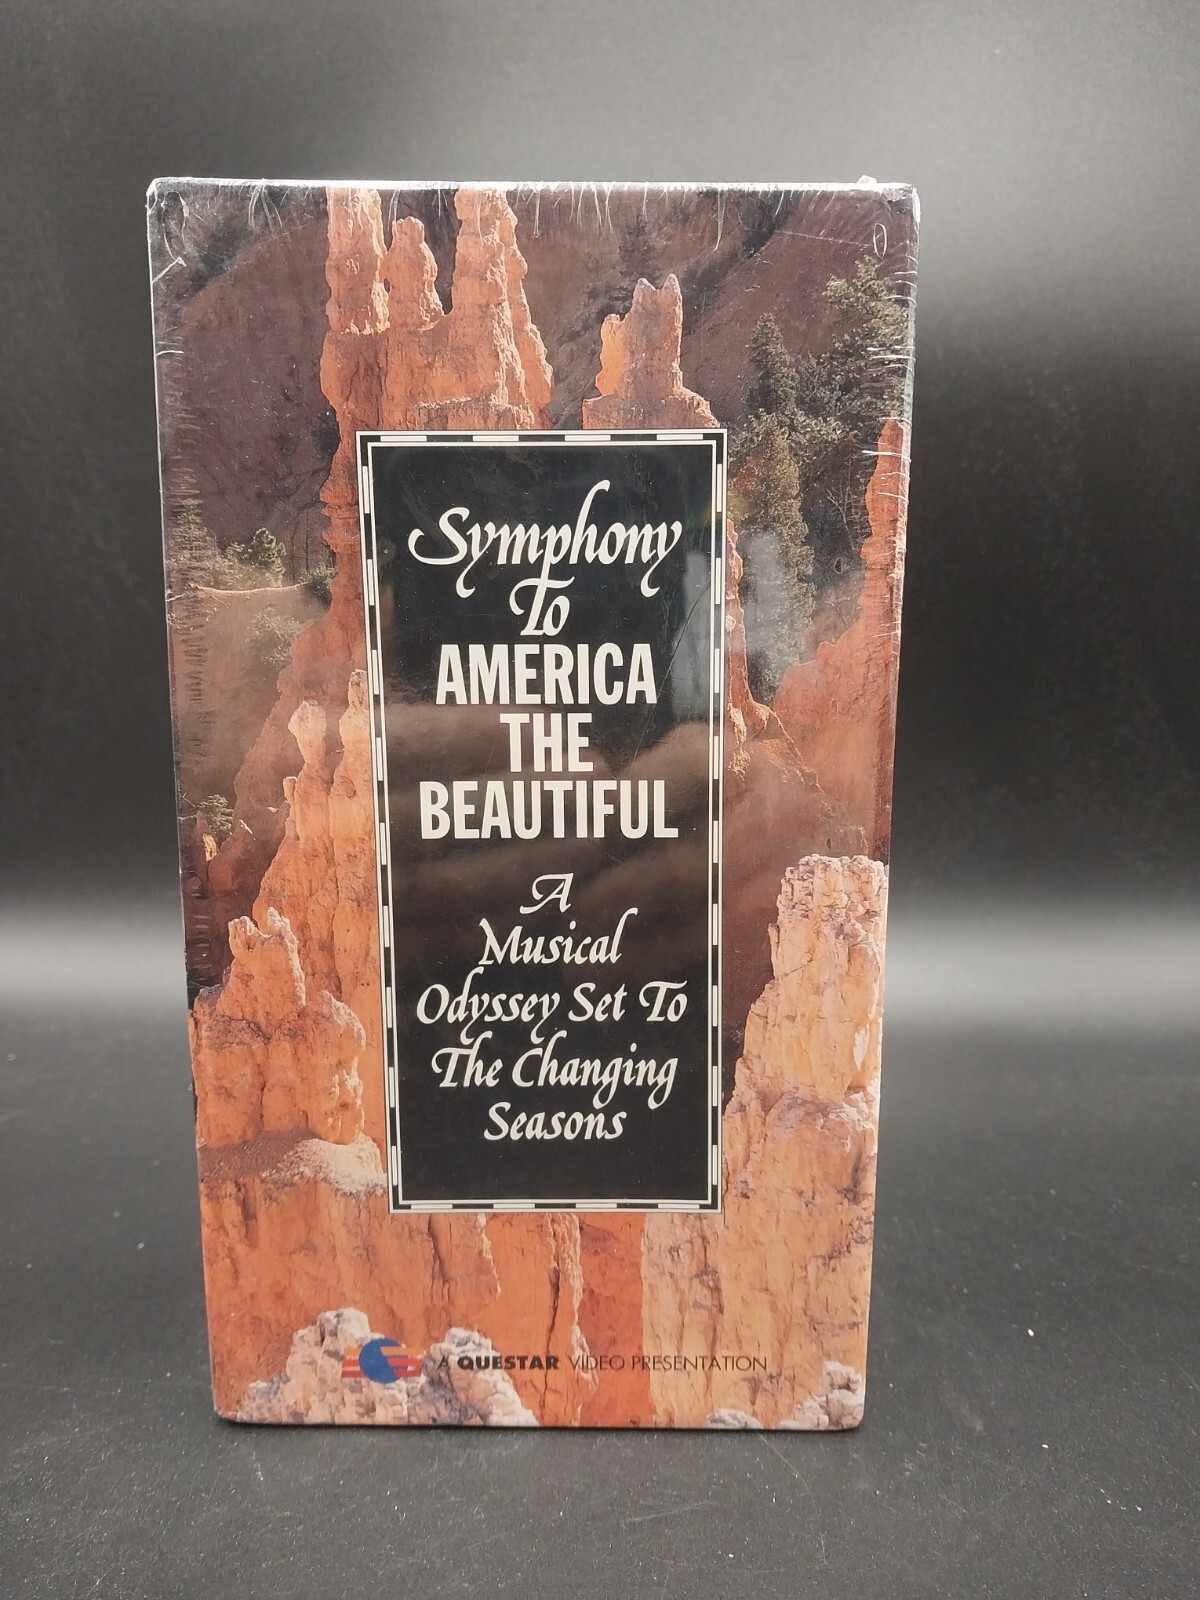 Symphony
To
AMERICA
THE
BEAUTIFUL
A
Musical
Odyssey Set To
The Changing
Seasons
A QUESTAR VIDEO PRESENTATION